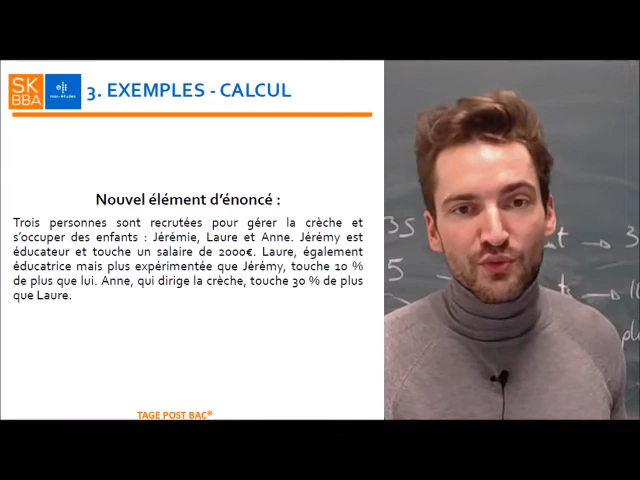 SK
BBA
3. EXEMPLES - CALCUL
Nouvel élément d'énoncé :
Trois personnes sont recrutées pour gérer la crèche et
s'occuper des enfants : Jérémie, Laure et Anne. Jérémy est
éducateur et touche un salaire de 2000€. Laure, également
éducatrice mais plus expérimentée que Jérémy, touche 10 %
de plus que lui. Anne, qui dirige la crèche, touche 30 % de plus
que Laure.
TAGE POST BAC®
35
5